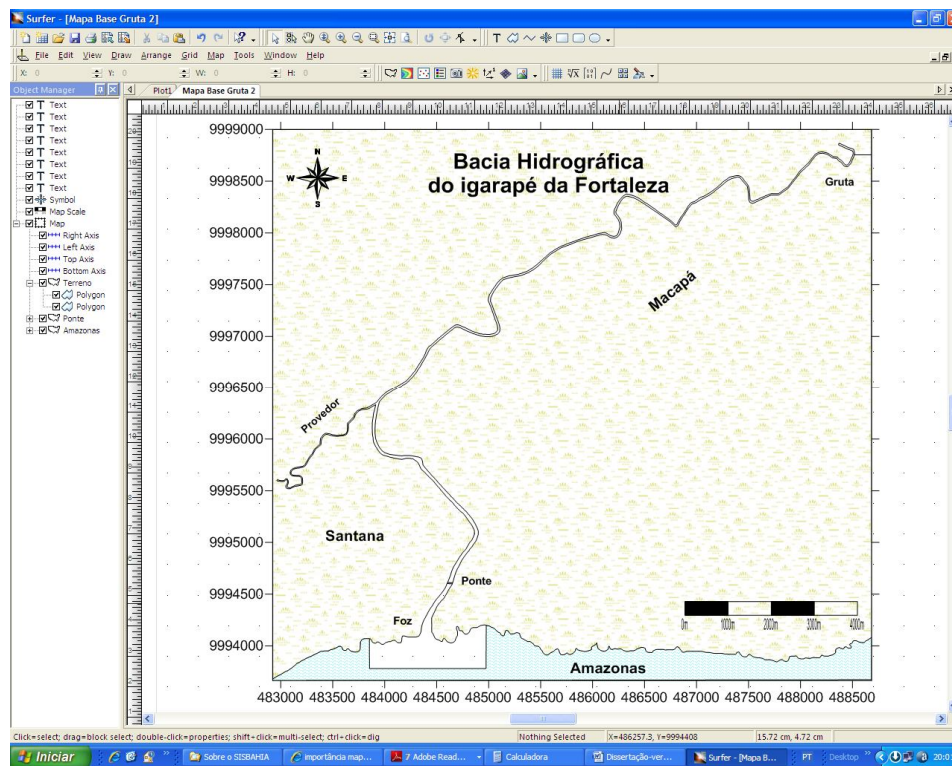 Surfer - [Mapa Base Gruta 2]
File Edit View Draw Arrange Grid Map Tools Window Help
X: 0 Y: 0 W: 0 H: 0
Object Manager
Plot1 Mapa Base Gruta 2
Text
Text
Text
Text
Text
Text
Text
Text
Symbol
Map Scale
Map
Right Axis
Left Axis
Top Axis
Bottom Axis
Terreno
Polygon
Polygon
Ponte
Amazonas
9999000
9998500
9998000
9997500
9997000
9996500
9996000
9995500
9995000
9994500
9994000
N
W E
S
Bacia Hidrográfica
do igarapé da Fortaleza
Gruta
Macapá
Provedor
Santana
Ponte
Foz
0m 1000m 2000m 3000m 4000m
Amazonas
483000 483500 484000 484500 485000 485500 486000 486500 487000 487500 488000 488500
Click=select; drag=block select; double-click=properties; shift+click=multi-select; ctrl+click=dig
Nothing Selected
X=486257.3, Y=9994408
15.72 cm, 4.72 cm
Iniciar
Sobre o SISBAHIA
importância map...
7 Adobe Read...
Calculadora
Dissertação-ver...
Surfer - [Mapa B...
PT
Desktop